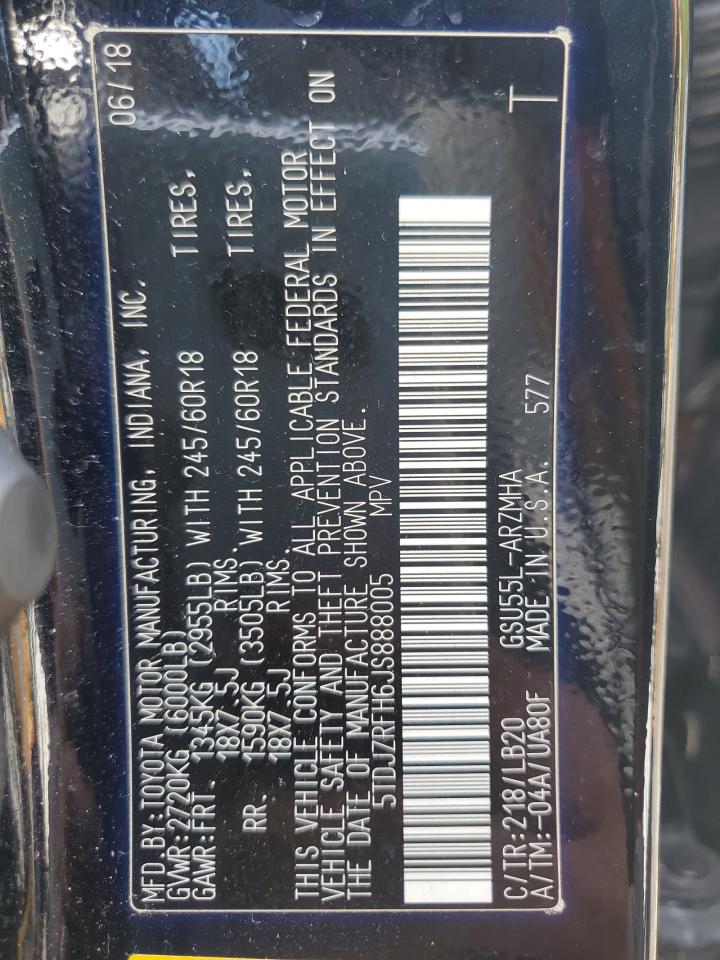 MFD.BY:TOYOTA MOTOR MANUFACTURING, INDIANA, INC. 06/18
GVWR 2720KG (6000LB)
GAWR:FRT. 1345KG (2955LB) WITH 245/60R18 TIRES,
18X7.5J RIMS.
RR. 1590KG (3505LB) WITH 245/60R18 TIRES,
18X7.5J RIMS.
THIS VEHICLE CONFORMS TO ALL APPLICABLE FEDERAL MOTOR
VEHICLE SAFETY AND THEFT PREVENTION STANDARDS IN EFFECT ON
THE DATE OF MANUFACTURE SHOWN ABOVE.
5TDJZRFH6JS888005 MPV
C/TR:218/LB20 GSU55L-ARZMHA
A/TM:-04A/UA80F MADE IN U.S.A. 577 T